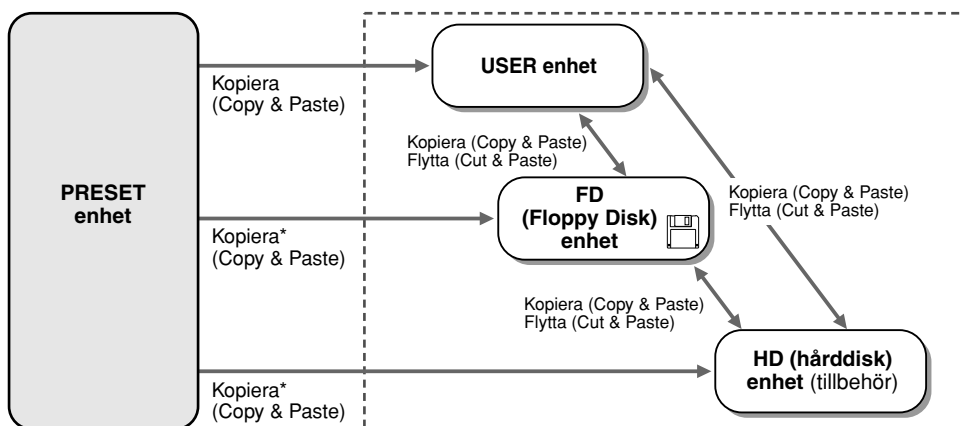 PRESET
enhet
Kopiera
(Copy & Paste)
USER enhet
Kopiera (Copy & Paste)
Flytta (Cut & Paste)
Kopiera*
(Copy & Paste)
FD
(Floppy Disk)
enhet
Kopiera (Copy & Paste)
Flytta (Cut & Paste)
Kopiera (Copy & Paste)
Flytta (Cut & Paste)
Kopiera*
(Copy & Paste)
HD (hårddisk)
enhet (tillbehör)